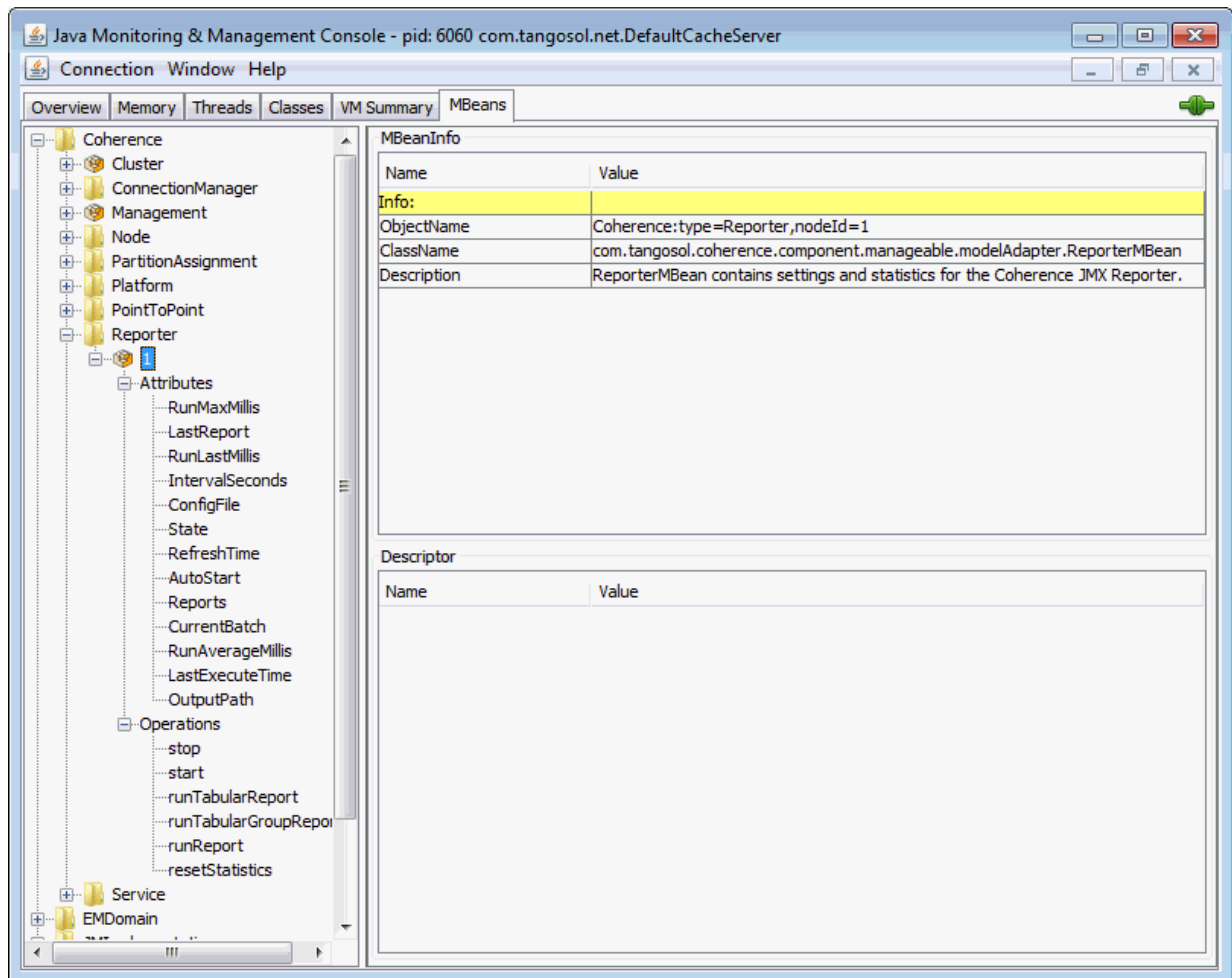 Java Monitoring & Management Console - pid: 6060 com.tangosol.net.DefaultCacheServer
Connection Window Help
Overview Memory Threads Classes VM Summary MBeans
Coherence
Cluster
ConnectionManager
Management
Node
PartitionAssignment
Platform
PointToPoint
Reporter
1
Attributes
RunMaxMillis
LastReport
RunLastMillis
IntervalSeconds
ConfigFile
State
RefreshTime
AutoStart
Reports
CurrentBatch
RunAverageMillis
LastExecuteTime
OutputPath
Operations
stop
start
runTabularReport
runTabularGroupRepor
runReport
resetStatistics
Service
EMDomain
MBeanInfo
Name Value
Info:
ObjectName Coherence:type=Reporter,nodeId=1
ClassName com.tangosol.coherence.component.manageable.modelAdapter.ReporterMBean
Description ReporterMBean contains settings and statistics for the Coherence JMX Reporter.
Descriptor
Name Value